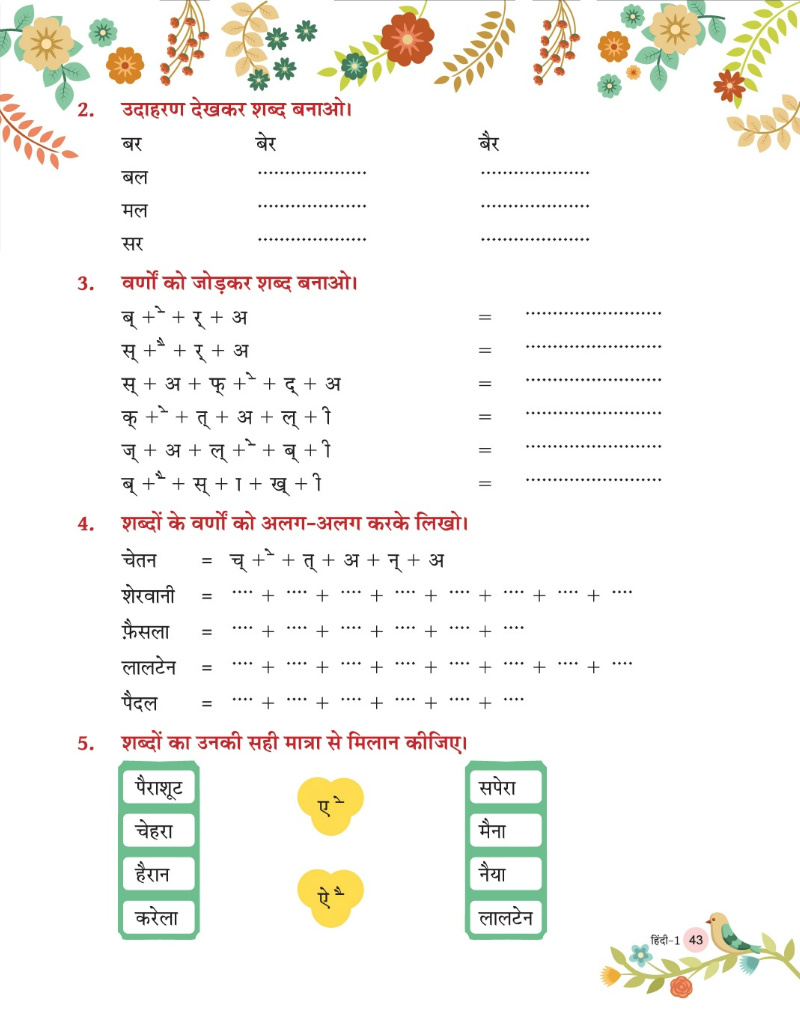 2. उदाहरण देखकर शब्द बनाओ।
बर बेर बैर
बल .................... ....................
मल .................... ....................
सर .................... ....................
3. वर्णों को जोड़कर शब्द बनाओ।
ब् + े + र् + अ = .........................
स् + ै + र् + अ = .........................
स् + अ + फ् + े + द् + अ = .........................
क् + े + त् + अ + ल् + ी = .........................
ज् + अ + ल् + े + ब् + ी = .........................
ब् + ै + स् + ा + ख् + ी = .........................
4. शब्दों के वर्णों को अलग-अलग करके लिखो।
चेतन = च् + े + त् + अ + न् + अ
शेरवानी = .... + .... + .... + .... + .... + .... + .... + ....
फ़ैसला = .... + .... + .... + .... + .... + ....
लालटेन = .... + .... + .... + .... + .... + .... + .... + ....
पैदल = .... + .... + .... + .... + .... + ....
5. शब्दों का उनकी सही मात्रा से मिलान कीजिए।
पैराशूट
चेहरा
हैरान
करेला
ए े
ऐ ै
सपेरा
मैना
नैया
लालटेन
हिंदी-1 43